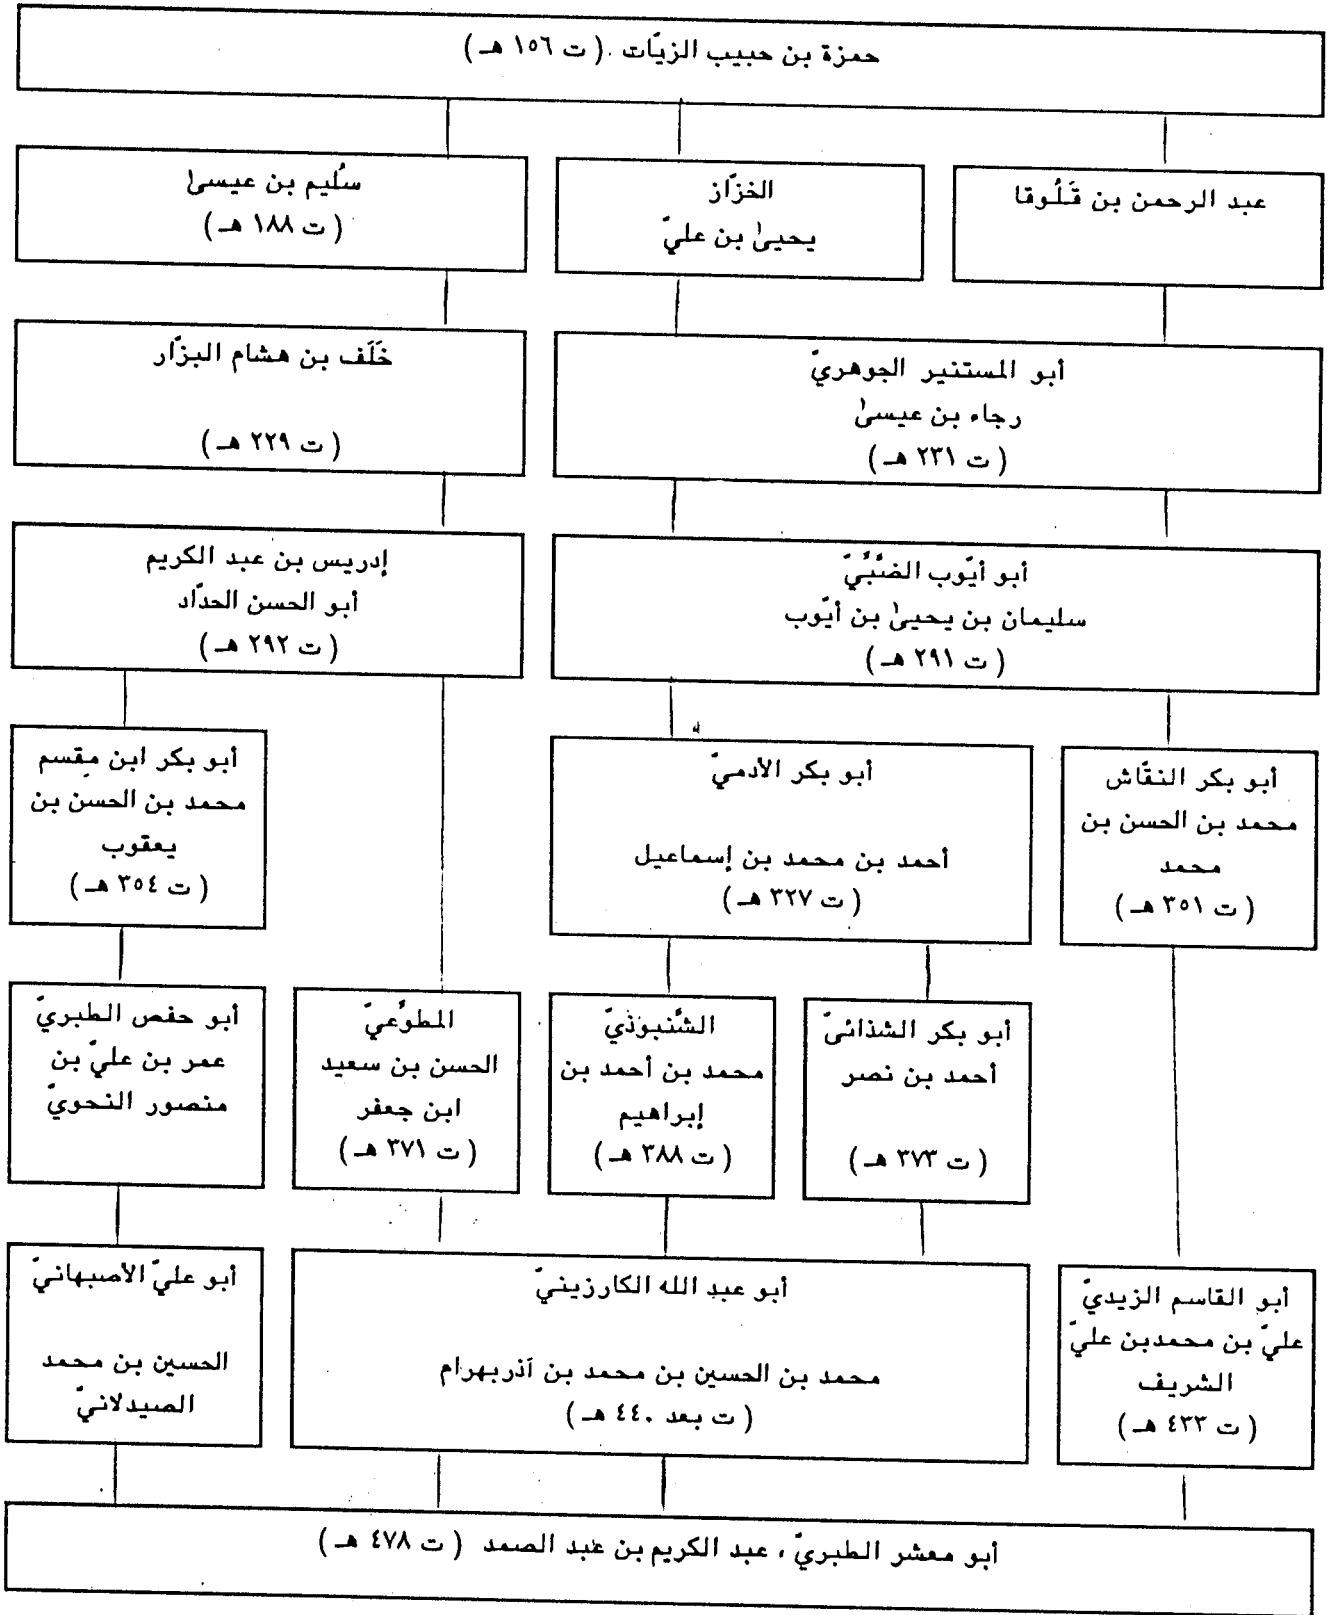 حمزة بن حبيب الزيّات ( ت ١٥٦ هـ )
عبد الرحمن بن قَلُوقا
الخزّاز
يحيىٰ بن عليّ
سُليم بن عيسىٰ
( ت ١٨٨ هـ )
أبو المستنير الجوهريّ
رجاء بن عيسىٰ
( ت ٢٣١ هـ )
خَلَف بن هشام البزّار
( ت ٢٢٩ هـ )
أبو أيّوب الضَّبِّيّ
سليمان بن يحيىٰ بن أيّوب
( ت ٢٩١ هـ )
إدريس بن عبد الكريم
أبو الحسن الحدّاد
( ت ٢٩٢ هـ )
أبو بكر النقّاش
محمد بن الحسن بن
محمد
( ت ٣٥١ هـ )
أبو بكر الأدميّ
أحمد بن محمد بن إسماعيل
( ت ٣٢٧ هـ )
أبو بكر ابن مِقسم
محمد بن الحسن بن
يعقوب
( ت ٣٥٤ هـ )
أبو بكر الشذائيّ
أحمد بن نصر
( ت ٣٧٣ هـ )
الشَّنبوذيّ
محمد بن أحمد بن
إبراهيم
( ت ٣٨٨ هـ )
المطوّعيّ
الحسن بن سعيد
ابن جعفر
( ت ٣٧١ هـ )
أبو حفص الطبريّ
عمر بن عليّ بن
منصور النحويّ
أبو القاسم الزيديّ
عليّ بن محمدبن عليّ
الشريف
( ت ٤٣٣ هـ )
أبو عبد الله الكارزينيّ
محمد بن الحسين بن محمد بن آذربهرام
( ت بعد ٤٤٠ هـ )
أبو عليّ الأصبهانيّ
الحسين بن محمد
الصيدلانيّ
أبو معشر الطبريّ ، عبد الكريم بن عبد الصمد ( ت ٤٧٨ هـ )